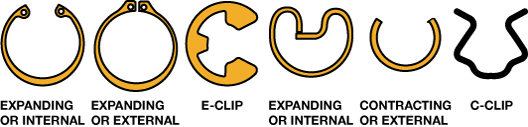 EXPANDING
OR INTERNAL
EXPANDING
OR EXTERNAL
E-CLIP
EXPANDING
OR INTERNAL
CONTRACTING
OR EXTERNAL
C-CLIP